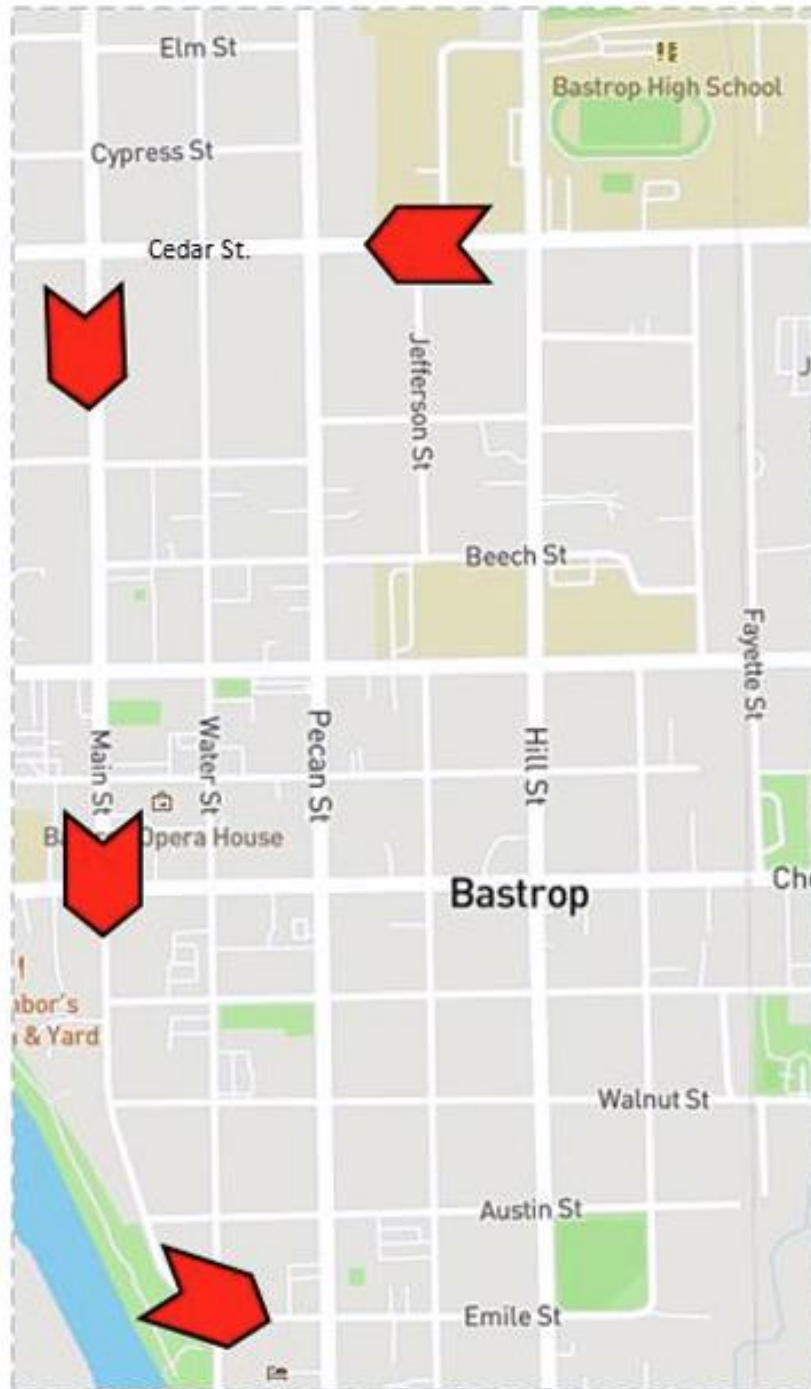 Elm St
Bastrop High School
Cypress St
Cedar St.
Jefferson St
Beech St
Fayette St
Main St
Water St
Pecan St
Hill St
Opera House
Bastrop
& Yard
Walnut St
Austin St
Emile St